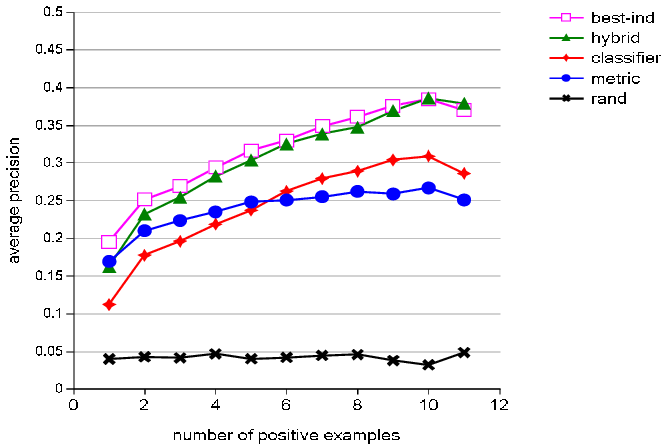 0.5
0.45
0.4
0.35
0.3
0.25
0.2
0.15
0.1
0.05
0
average precision
0 2 4 6 8 10 12
number of positive examples
best-ind
hybrid
classifier
metric
rand